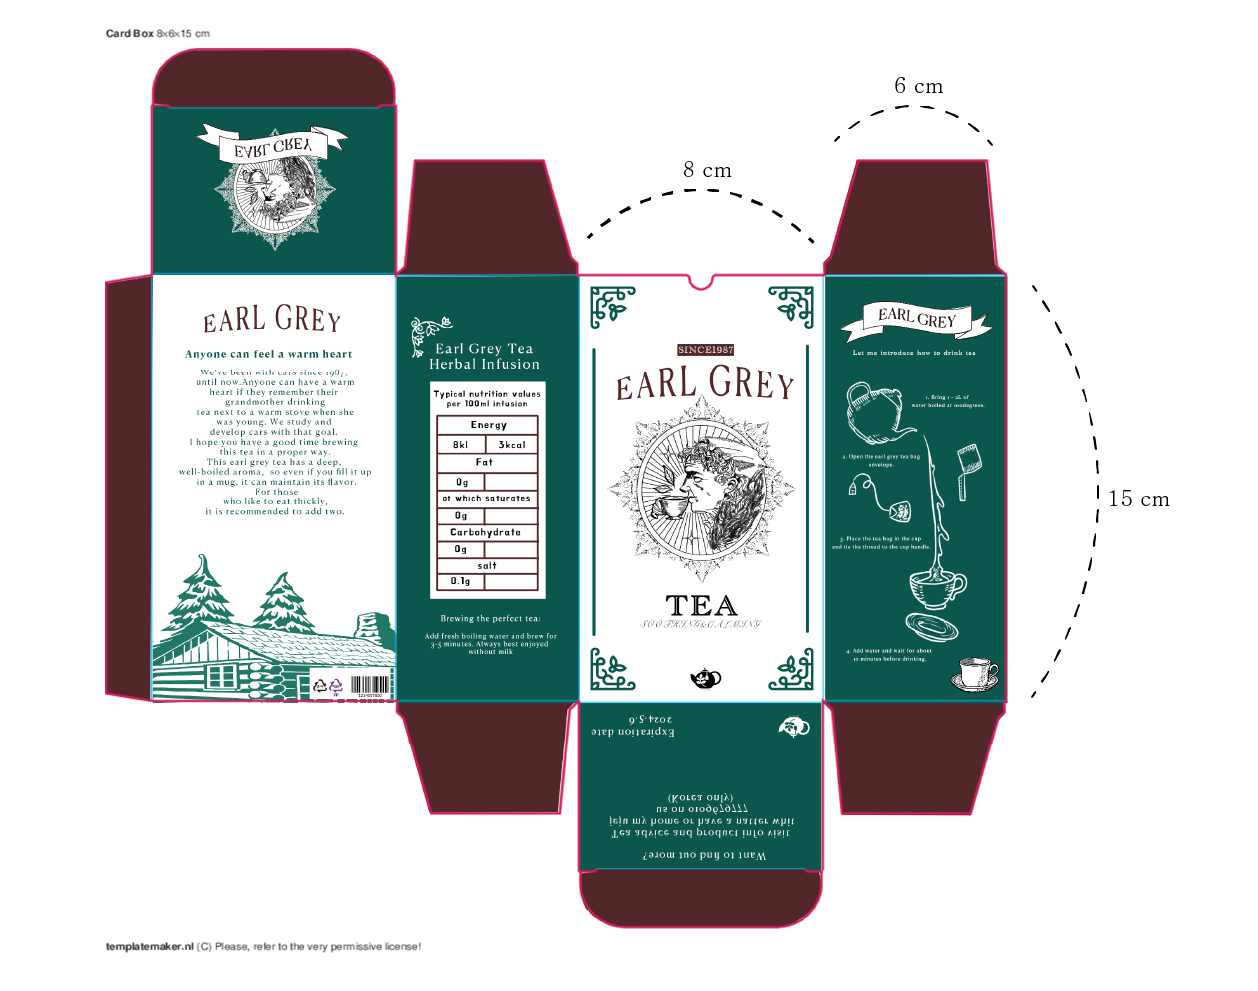 Card Box 8x6x15 cm
EARL GREY
6 cm
8 cm
15 cm
EARL GREY
Anyone can feel a warm heart
We've been with cars since 1987,
until now.Anyone can have a warm
heart if they remember their
grandmother drinking
tea next to a warm stove when she
was young. We study and
develop cars with that goal.
I hope you have a good time brewing
this tea in a proper way.
This earl grey tea has a deep,
well-boiled aroma, so even if you fill it up
in a mug, it can maintain its flavor.
For those
who like to eat thickly,
it is recommended to add two.
Earl Grey Tea
Herbal Infusion
Typical nutrition values
per 100ml infusion
Energy
8kl 3kcal
Fat
0g
of which saturates
0g
Carbohydrate
0g
salt
0.1g
Brewing the perfect tea:
Add fresh boiling water and brew for
3-5 minutes. Always best enjoyed
without milk
SINCE1987
EARL GREY
TEA
SOOTHING&CALMING
EARL GREY
Let me introduce how to drink tea
1. Bring 1 - 2L of
water boiled at 100degrees.
2. Open the earl grey tea bag
envelope.
3. Place the tea bag in the cup
and tie the thread to the cup handle.
4. Add water and wait for about
10 minutes before drinking.
Want to find out more?
Tea advice and product info visit
jeju my home or have a natter whit
us on 0109679777
(Korea only)
Expiration date
2024.5.6
templatemaker.nl (C) Please, refer to the very permissive license!